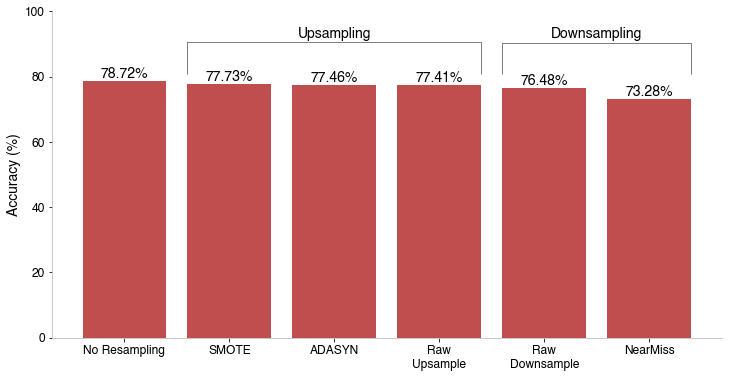 Upsampling
Downsampling
78.72%
77.73%
77.46%
77.41%
76.48%
73.28%
Accuracy (%)
100
80
60
40
20
0
No Resampling
SMOTE
ADASYN
Raw
Upsample
Raw
Downsample
NearMiss